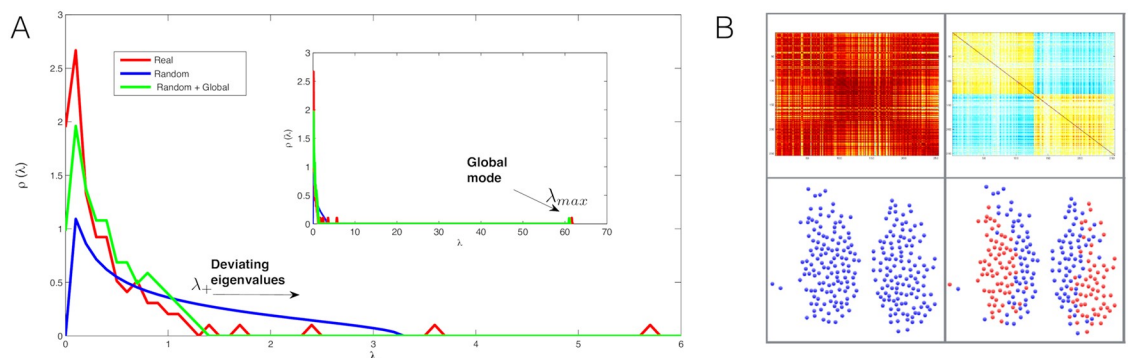 A
B
ρ (λ)
3
2.5
2
1.5
1
0.5
0
0
1
2
3
4
5
6
λ
Real
Random
Random + Global
λ+
Deviating
eigenvalues
ρ (λ)
3
2.5
2
1.5
1
0.5
0
0
10
20
30
40
50
60
70
λ
Global
mode
λmax